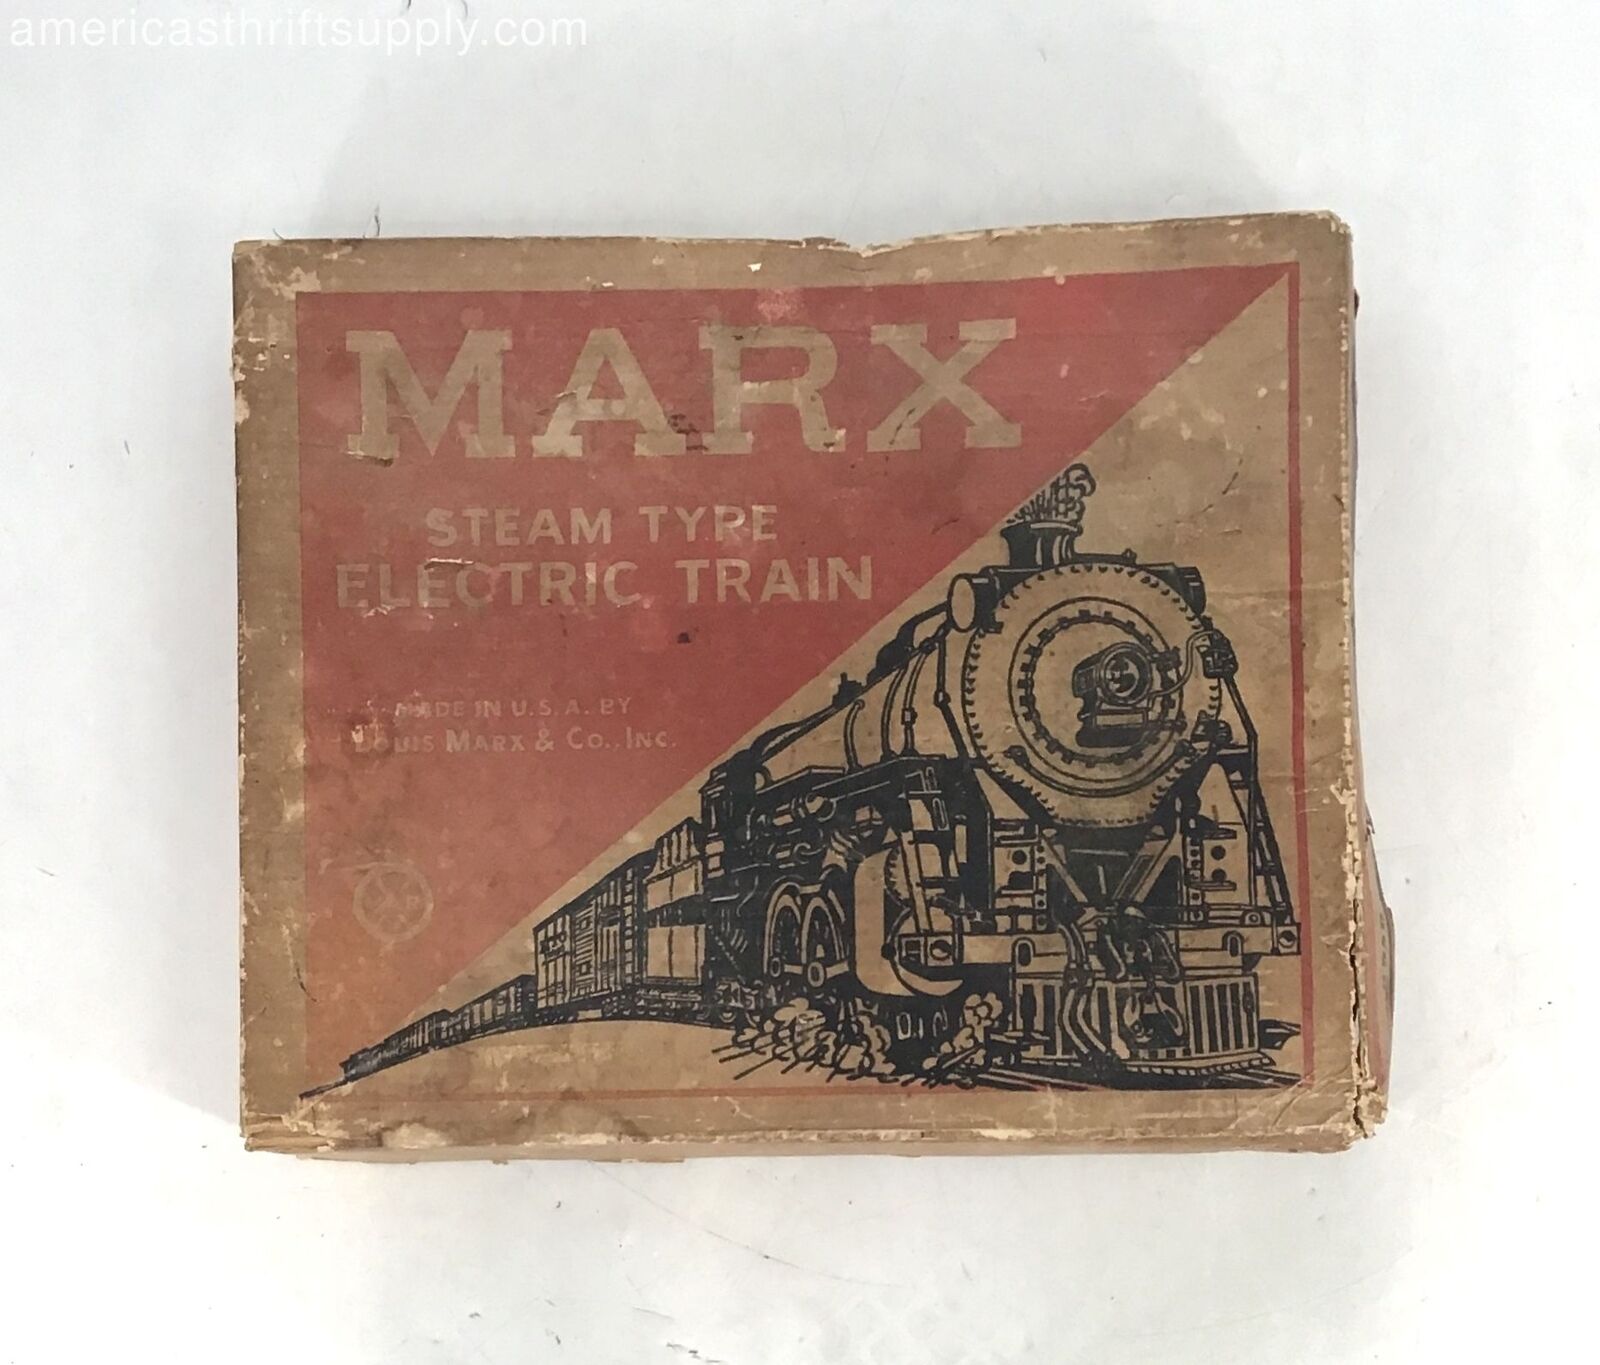 americasthriftsupply.com
MARX
STEAM TYPE
ELECTRIC TRAIN
MADE IN U.S.A. BY
LOUIS MARX & CO., INC.